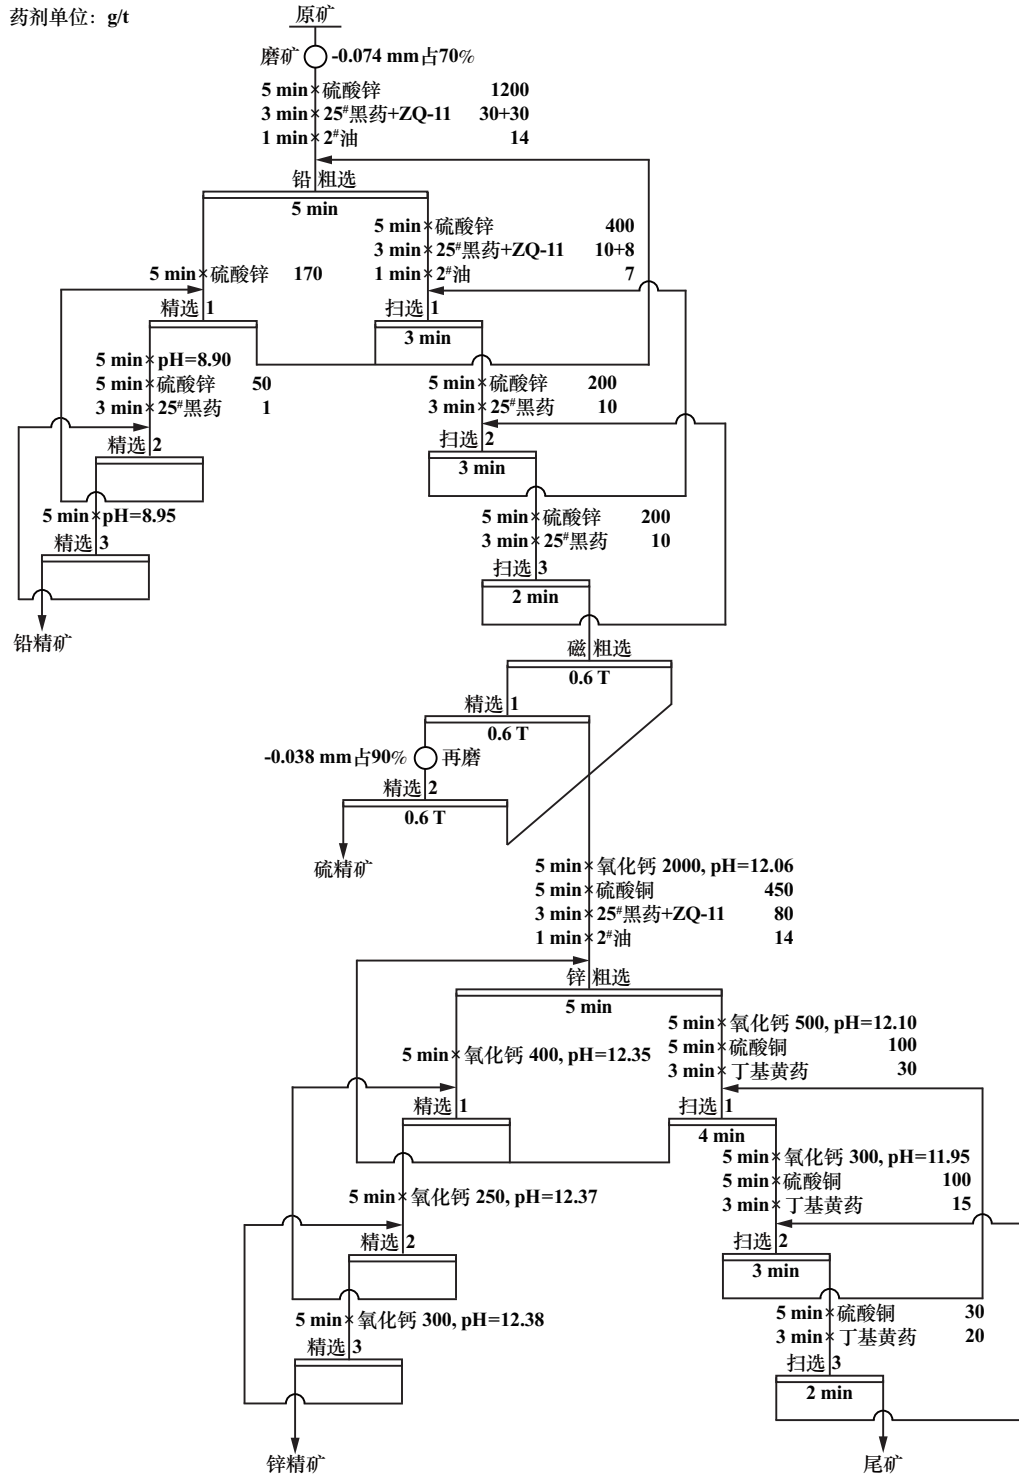 药剂单位: g/t
原矿
磨矿 -0.074 mm占70%
5 min 硫酸锌 1200
3 min 25#黑药+ZQ-11 30+30
1 min 2#油 14
铅粗选
5 min
5 min 硫酸锌 400
3 min 25#黑药+ZQ-11 10+8
1 min 2#油 7
5 min 硫酸锌 170
精选 1
扫选 1
3 min
5 min pH=8.90
5 min 硫酸锌 50
3 min 25#黑药 1
5 min 硫酸锌 200
3 min 25#黑药 10
精选 2
扫选 2
3 min
5 min pH=8.95
5 min 硫酸锌 200
3 min 25#黑药 10
精选 3
扫选 3
2 min
铅精矿
磁粗选
0.6 T
精选 1
0.6 T
-0.038 mm占90% 再磨
精选 2
0.6 T
硫精矿
5 min 氧化钙 2000, pH=12.06
5 min 硫酸铜 450
3 min 25#黑药+ZQ-11 80
1 min 2#油 14
锌粗选
5 min
5 min 氧化钙 500, pH=12.10
5 min 硫酸铜 100
3 min 丁基黄药 30
5 min 氧化钙 400, pH=12.35
精选 1
扫选 1
4 min
5 min 氧化钙 300, pH=11.95
5 min 硫酸铜 100
3 min 丁基黄药 15
5 min 氧化钙 250, pH=12.37
精选 2
扫选 2
3 min
5 min 硫酸铜 30
3 min 丁基黄药 20
5 min 氧化钙 300, pH=12.38
精选 3
扫选 3
2 min
锌精矿
尾矿